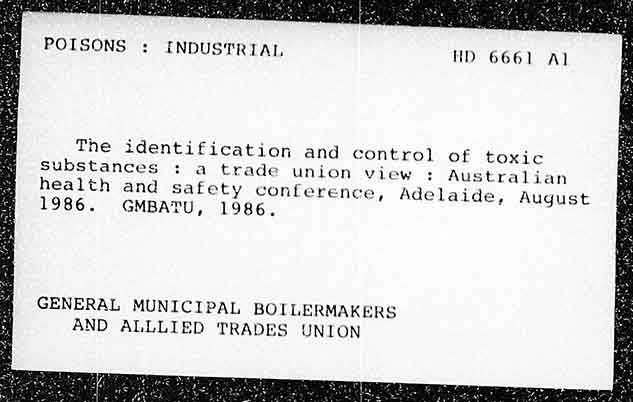 POISONS : INDUSTRIAL
HD 6661 A1
The identification and control of toxic
substances : a trade union view : Australian
health and safety conference, Adelaide, August
1986. GMBATU, 1986.
GENERAL MUNICIPAL BOILERMAKERS
AND ALLLIED TRADES UNION